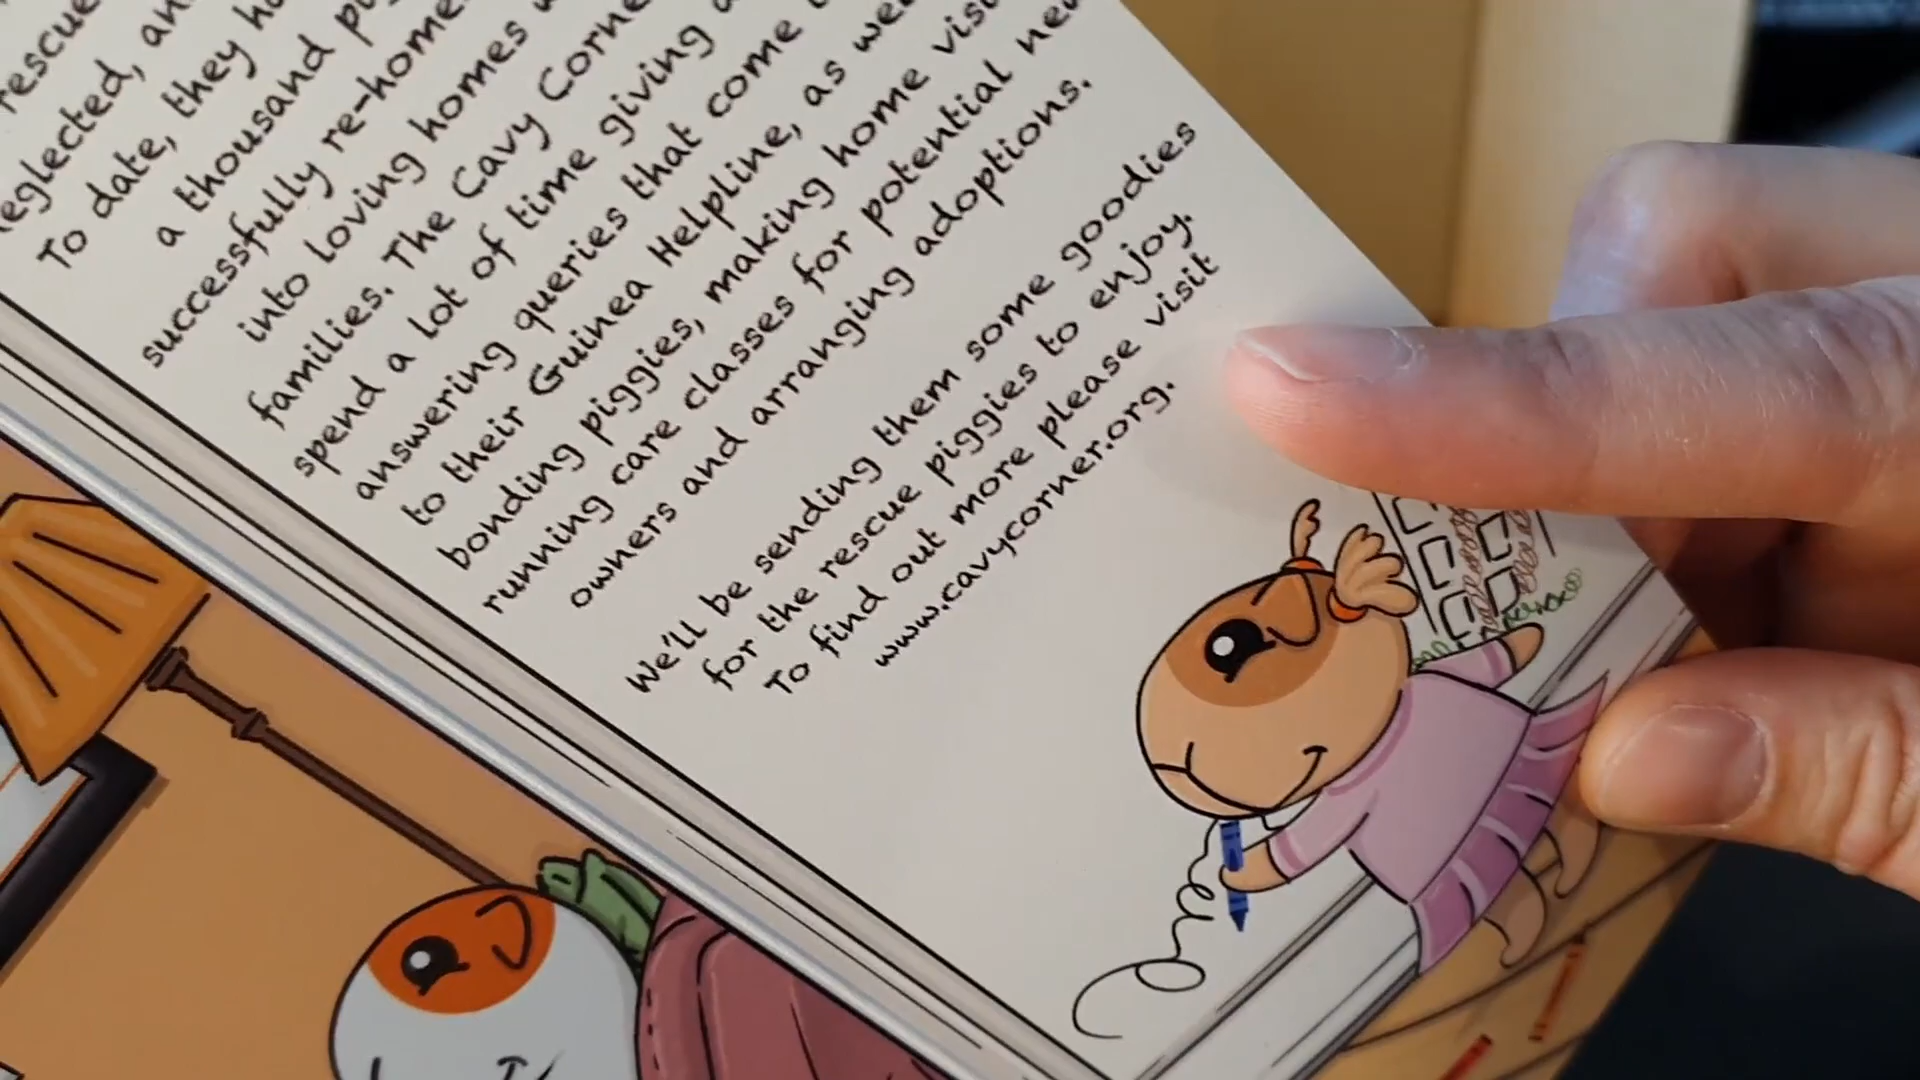 rescue
neglected, an
To date, they
a thousand
successfully re-home
into loving homes
families. The Cavy Corne
spend a lot of time giving
answering queries that come
to their Guinea Helpline, as we
bonding piggies, making home visi
running care classes for potential ne
owners and arranging adoptions.
We'll be sending them some goodies
for the rescue piggies to enjoy.
To find out more please visit
www.cavycorner.org.